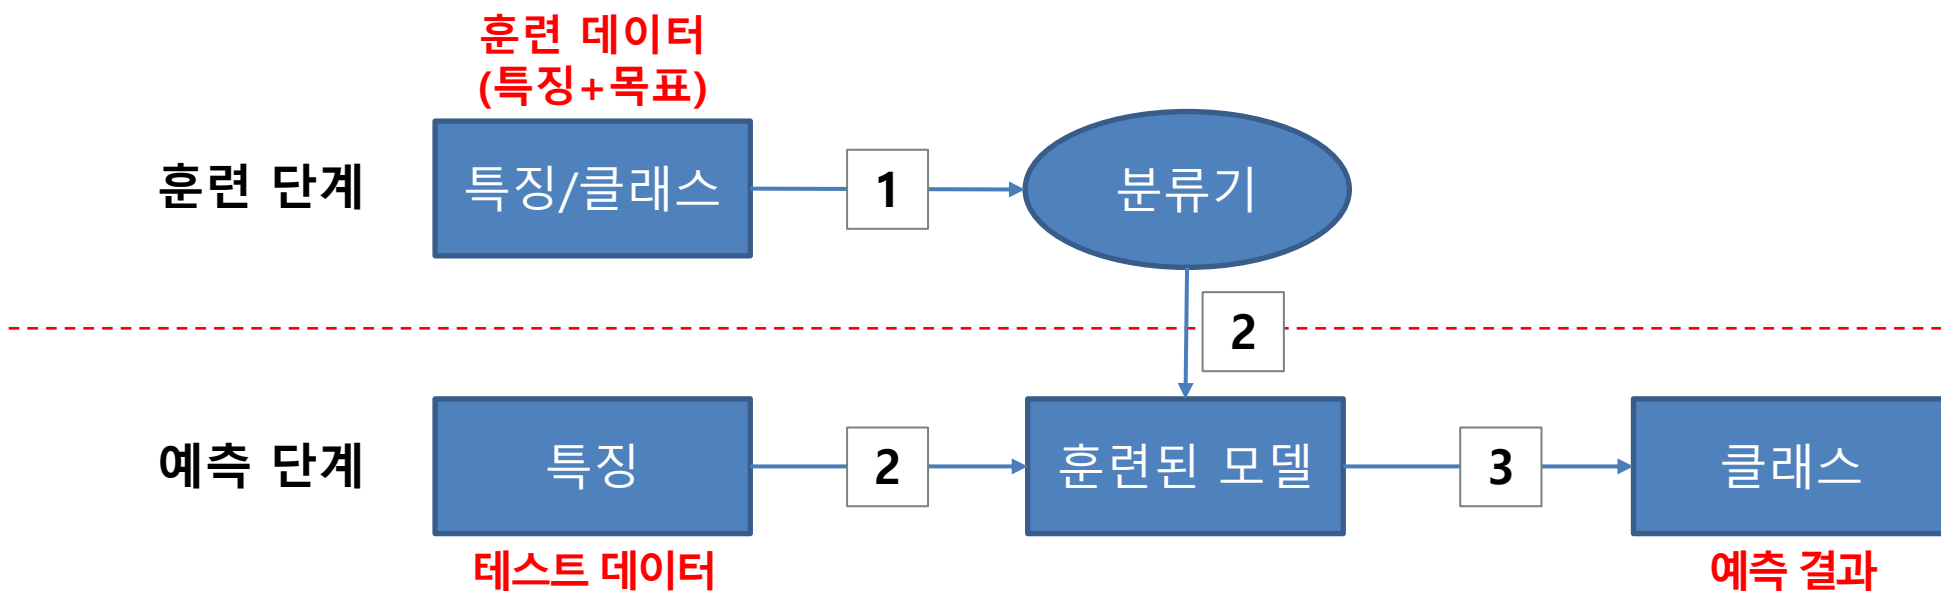 훈련 데이터
(특징+목표)
훈련 단계
특징/클래스
1
분류기
2
예측 단계
특징
2
훈련된 모델
3
클래스
테스트 데이터
예측 결과